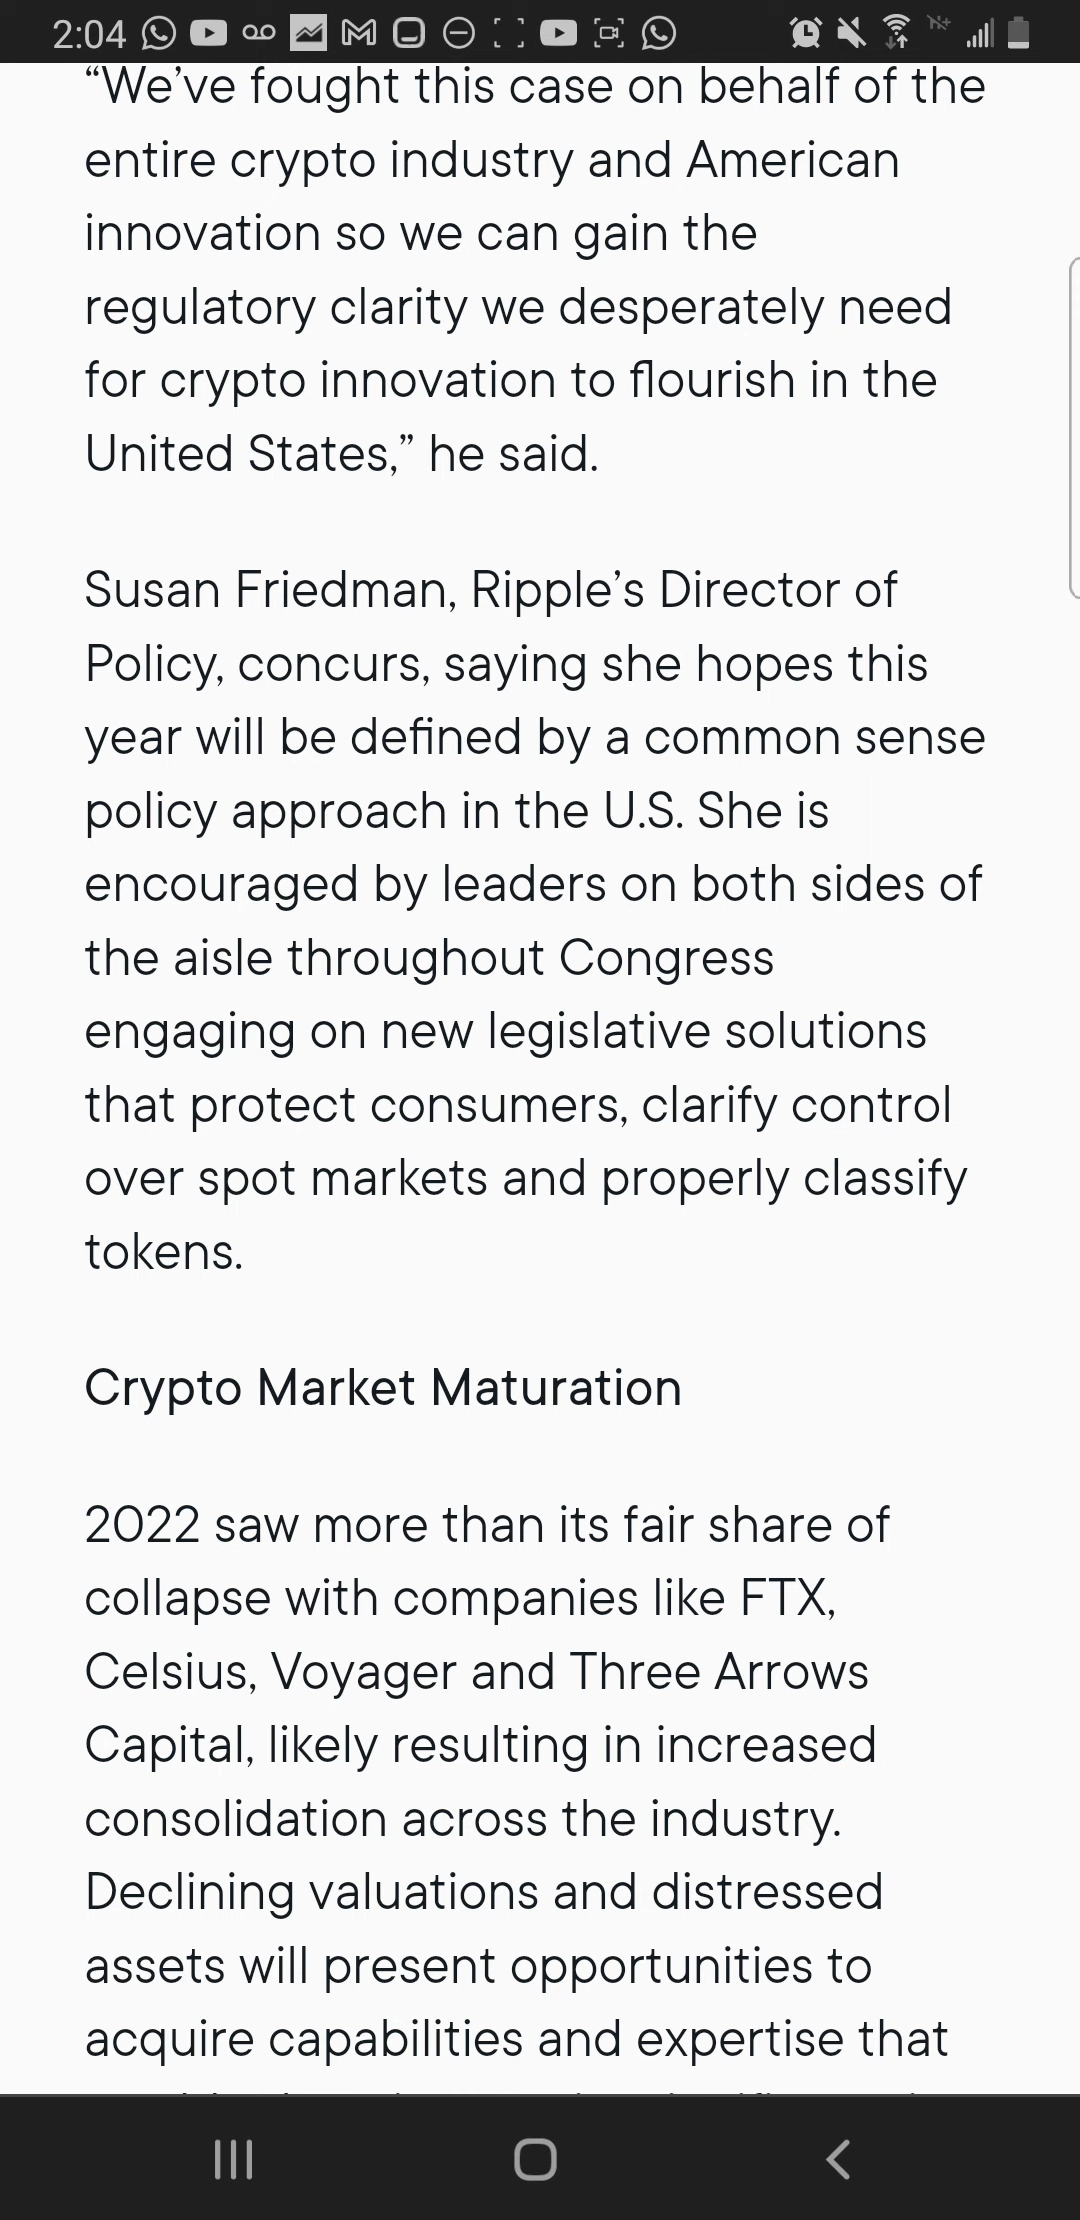 2:04
“We’ve fought this case on behalf of the
entire crypto industry and American
innovation so we can gain the
regulatory clarity we desperately need
for crypto innovation to flourish in the
United States,” he said.
Susan Friedman, Ripple’s Director of
Policy, concurs, saying she hopes this
year will be defined by a common sense
policy approach in the U.S. She is
encouraged by leaders on both sides of
the aisle throughout Congress
engaging on new legislative solutions
that protect consumers, clarify control
over spot markets and properly classify
tokens.
Crypto Market Maturation
2022 saw more than its fair share of
collapse with companies like FTX,
Celsius, Voyager and Three Arrows
Capital, likely resulting in increased
consolidation across the industry.
Declining valuations and distressed
assets will present opportunities to
acquire capabilities and expertise that